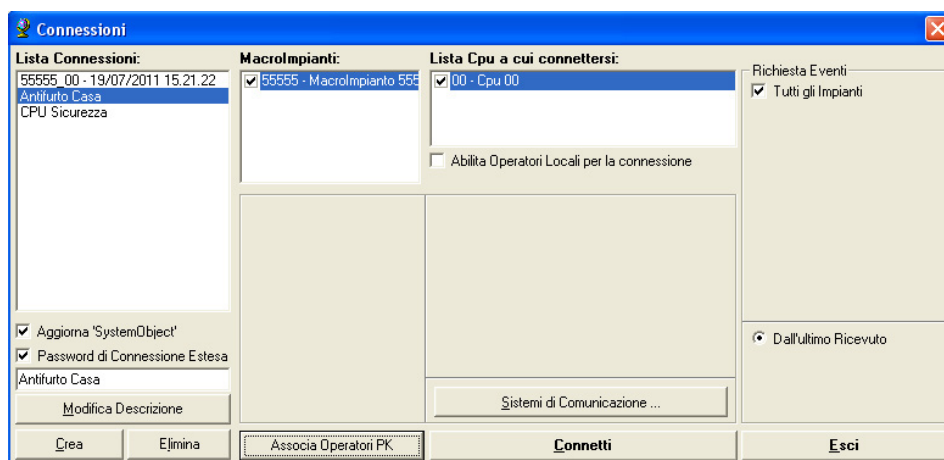 Connessioni
Lista Connessioni:
55555_00 - 19/07/2011 15.21.22
Antifurto Casa
CPU Sicurezza
MacroImpianti:
55555 - MacroImpianto 555
Lista Cpu a cui connettersi:
00 - Cpu 00
Abilita Operatori Locali per la connessione
Richiesta Eventi
Tutti gli Impianti
Aggiorna 'SystemObject'
Password di Connessione Estesa
Antifurto Casa
Modifica Descrizione
Dall'ultimo Ricevuto
Sistemi di Comunicazione ...
Crea
Elimina
Associa Operatori PK
Connetti
Esci